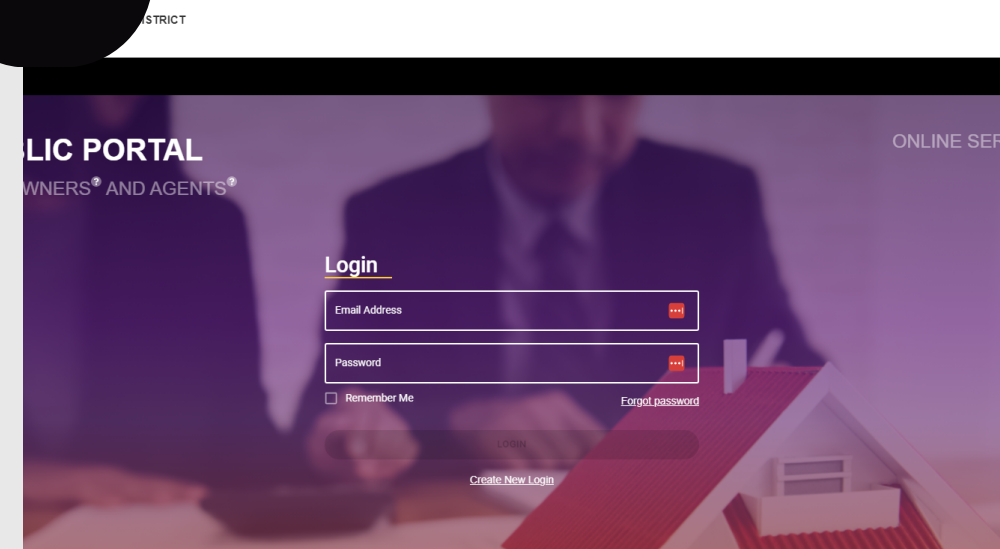 ISTRICT
LIC PORTAL
ONLINE SER
WNERS? AND AGENTS?
Login
Email Address
Password
Remember Me
Forgot password
LOGIN
Create New Login